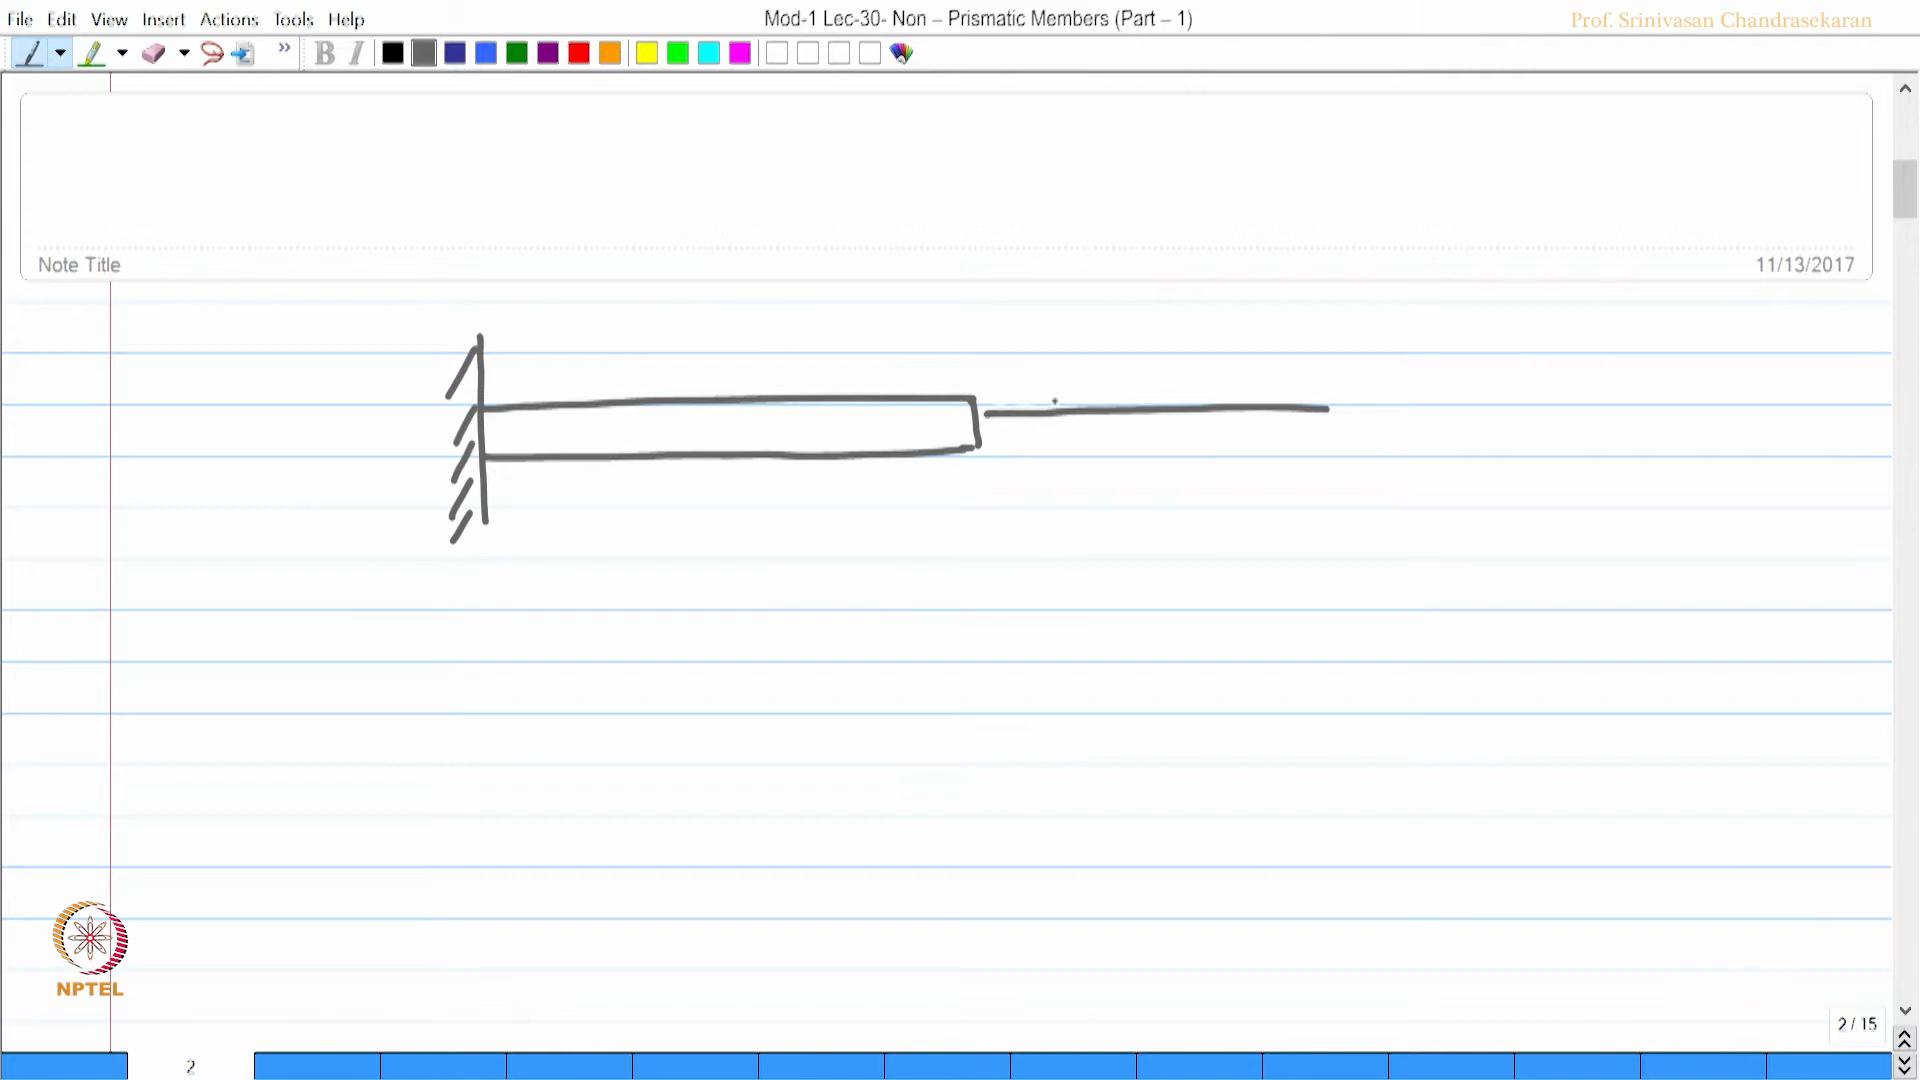 File Edit View Insert Actions Tools Help
Mod-1 Lec-30- Non – Prismatic Members (Part – 1)
Prof. Srinivasan Chandrasekaran
» B I
Note Title
11/13/2017
NPTEL
2 / 15
2